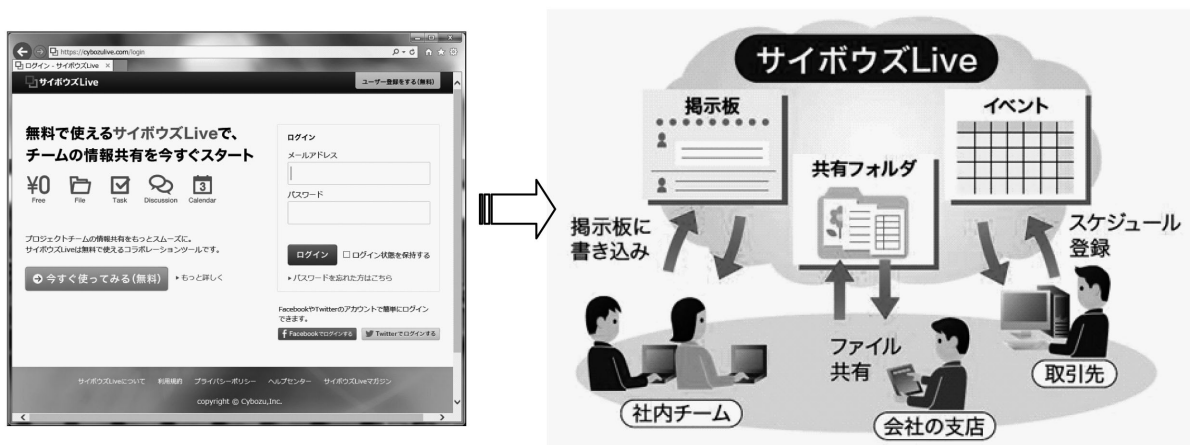 https://cybozulive.com/login
ログイン - サイボウズLive ×
サイボウズLive
ユーザー登録をする(無料)
無料で使えるサイボウズLiveで、
チームの情報共有を今すぐスタート
¥0
3
Free
File
Task
Discussion
Calendar
プロジェクトチームの情報共有をもっとスムーズに。
サイボウズLiveは無料で使えるコラボレーションツールです。
今すぐ使ってみる(無料)
もっと詳しく
ログイン
メールアドレス
パスワード
ログイン
ログイン状態を保持する
パスワードを忘れた方はこちら
FacebookやTwitterのアカウントで簡単にログイン
できます。
Facebookでログインする
Twitterでログインする
サイボウズLiveについて
利用規約
プライバシーポリシー
ヘルプセンター
サイボウズLiveマガジン
copyright © Cybozu,Inc.
サイボウズLive
掲示板
共有フォルダ
イベント
掲示板に
書き込み
スケジュール
登録
ファイル
共有
社内チーム
会社の支店
取引先